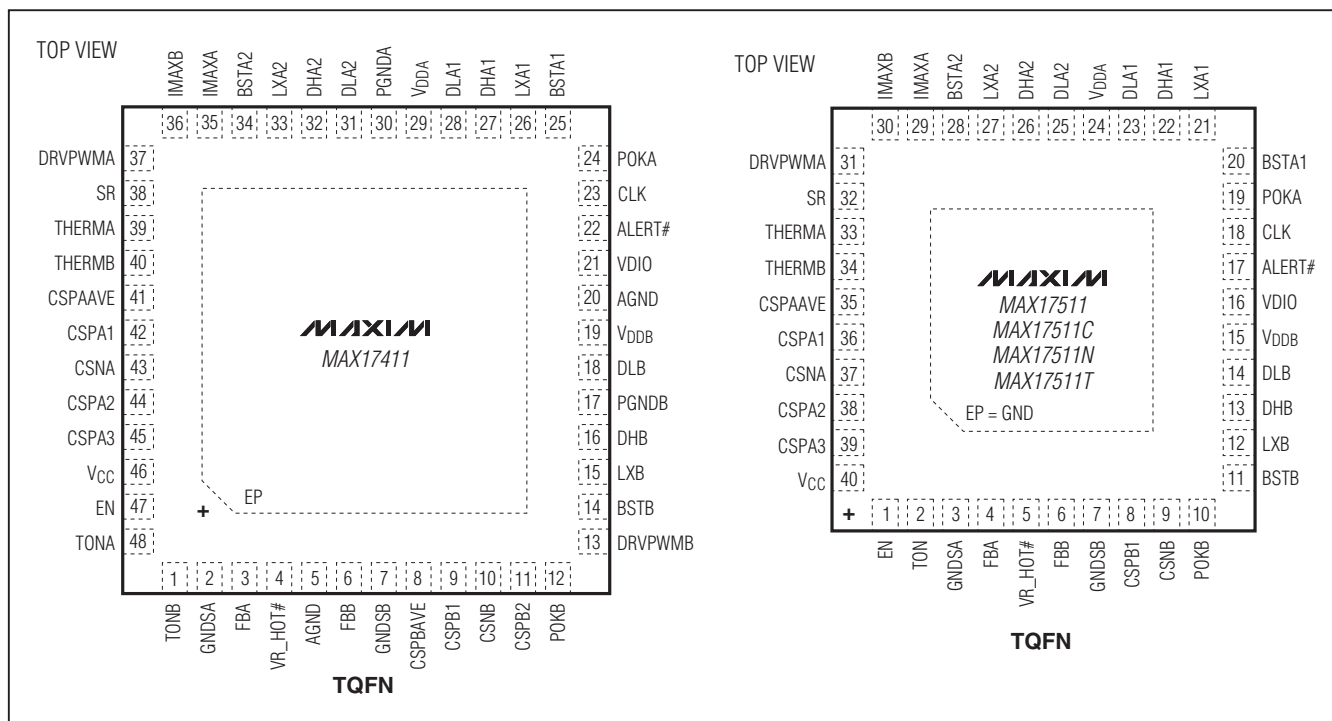 TOP VIEW
IMAXB
IMAXA
BSTA2
LXA2
DHA2
DLA2
PGNDA
VDDA
DLA1
DHA1
LXA1
BSTA1
36 35 34 33 32 31 30 29 28 27 26 25
DRVPWMA 37
SR 38
THERMA 39
THERMB 40
CSPAAVE 41
CSPA1 42
CSNA 43
CSPA2 44
CSPA3 45
VCC 46
EN 47
TONA 48
MAXIM
MAX17411
EP
+
24 POKA
23 CLK
22 ALERT#
21 VDIO
20 AGND
19 VDDB
18 DLB
17 PGNDB
16 DHB
15 LXB
14 BSTB
13 DRVPWMB
1 2 3 4 5 6 7 8 9 10 11 12
TONB
GNDSA
FBA
VR_HOT#
AGND
FBB
GNDSB
CSPBAVE
CSPB1
CSNB
CSPB2
POKB
TQFN
TOP VIEW
IMAXB
IMAXA
BSTA2
LXA2
DHA2
DLA2
VDDA
DLA1
DHA1
LXA1
30 29 28 27 26 25 24 23 22 21
DRVPWMA 31
SR 32
THERMA 33
THERMB 34
CSPAAVE 35
CSPA1 36
CSNA 37
CSPA2 38
CSPA3 39
VCC 40
MAXIM
MAX17511
MAX17511C
MAX17511N
MAX17511T
EP = GND
+
20 BSTA1
19 POKA
18 CLK
17 ALERT#
16 VDIO
15 VDDB
14 DLB
13 DHB
12 LXB
11 BSTB
1 2 3 4 5 6 7 8 9 10
EN
TON
GNDSA
FBA
VR_HOT#
FBB
GNDSB
CSPB1
CSNB
POKB
TQFN